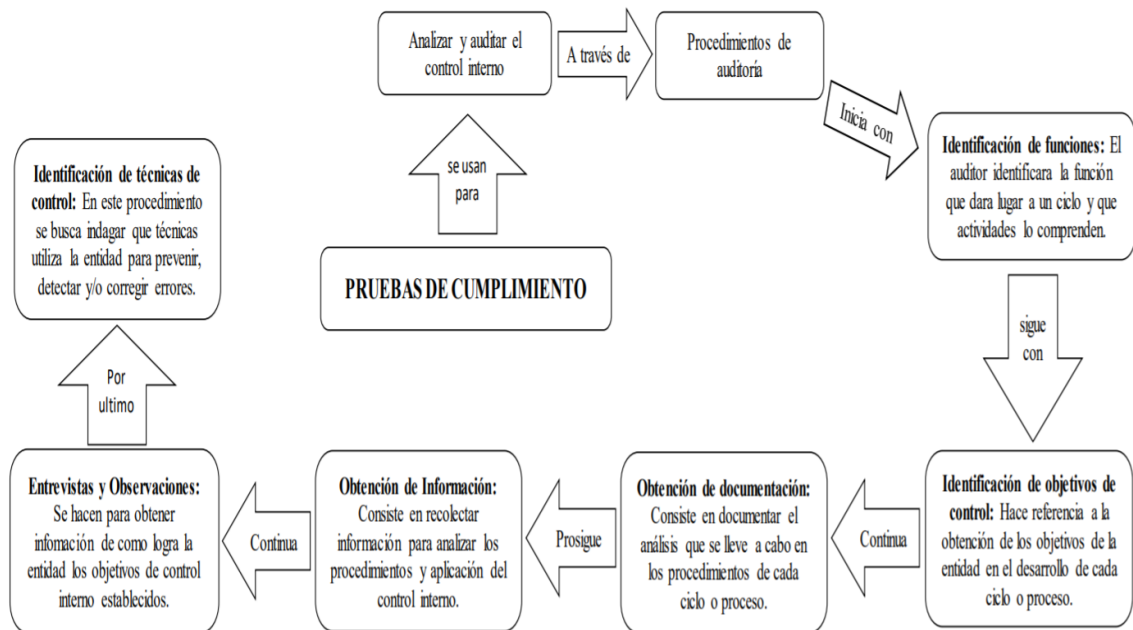 PRUEBAS DE CUMPLIMIENTO
se usan
para
Analizar y auditar el
control interno
A través de
Procedimientos de
auditoría
Inicia con
Identificación de funciones: El
auditor identificara la función
que dara lugar a un ciclo y que
actividades lo comprenden.
sigue
con
Identificación de objetivos de
control: Hace referencia a la
obtención de los objetivos de la
entidad en el desarrollo de cada
ciclo o proceso.
Continua
Obtención de documentación:
Consiste en documentar el
análisis que se lleve a cabo en
los procedimientos de cada
ciclo o proceso.
Prosigue
Obtención de Información:
Consiste en recolectar
información para analizar los
procedimientos y aplicación del
control interno.
Continua
Entrevistas y Observaciones:
Se hacen para obtener
infomación de como logra la
entidad los objetivos de control
interno establecidos.
Por
ultimo
Identificación de técnicas de
control: En este procedimiento
se busca indagar que técnicas
utiliza la entidad para prevenir,
detectar y/o corregir errores.